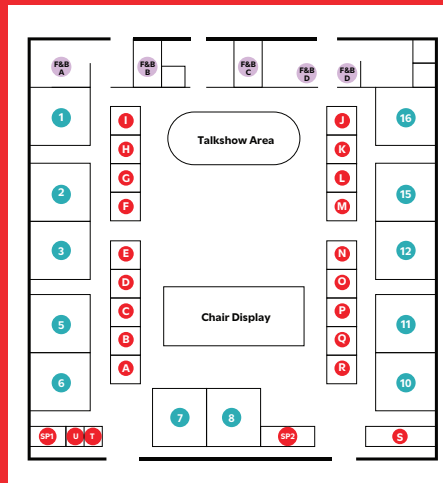 F&B
A
F&B
B
F&B
C
F&B
D
F&B
D
1
I
Talkshow Area
J
16
H
K
G
L
2
F
M
15
3
E
N
12
D
O
5
C
Chair Display
P
11
B
Q
6
A
R
10
7
8
SP1
U
T
SP2
S